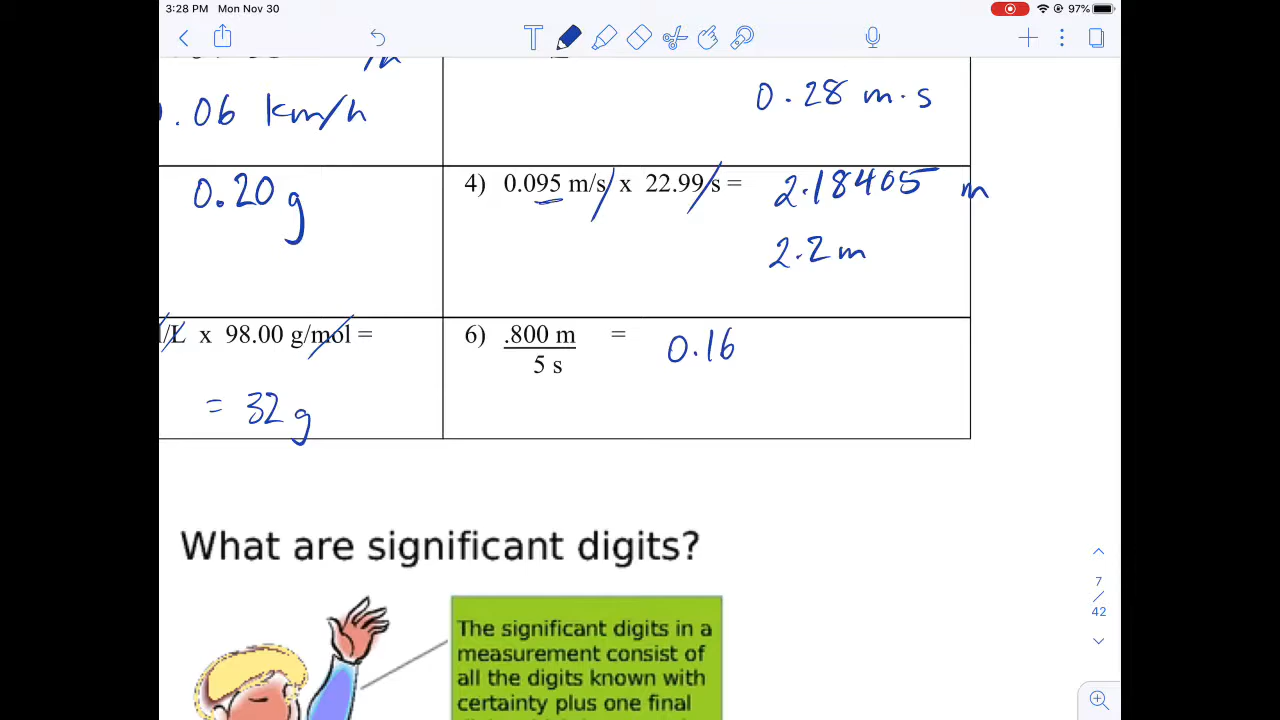 3:28 PM Mon Nov 30
97%
T
.06 km/h
0.28 m·s
0.20 g
4) 0.095 m/s x 22.99 s = 2.18405 m
2.2 m
/L x 98.00 g/mol =
= 32 g
6) .800 m = 0.16
5 s
What are significant digits?
The significant digits in a
measurement consist of
all the digits known with
certainty plus one final
7
/
42